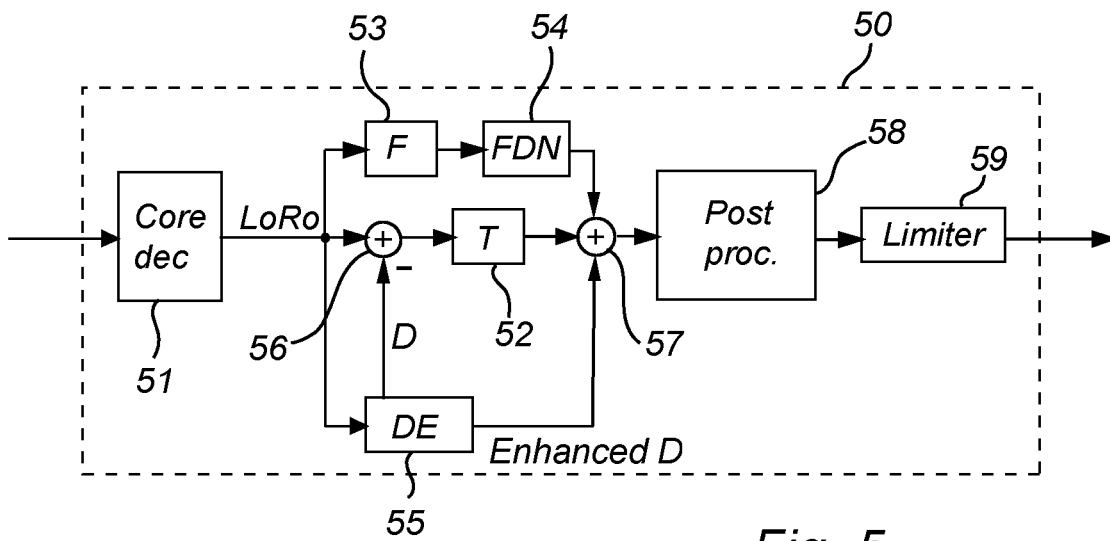 53
54
50
F
FDN
58
59
Core
dec
LoRo
+
T
+
Post
proc.
Limiter
–
56
52
57
51
D
DE
Enhanced D
55
Fig. 5